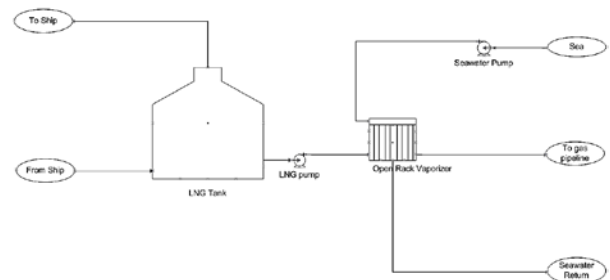 To Ship
Sea
Seawater Pump
To gas
pipeline
From Ship
LNG pump
Open Rack Vaporizer
LNG Tank
Seawater
Return